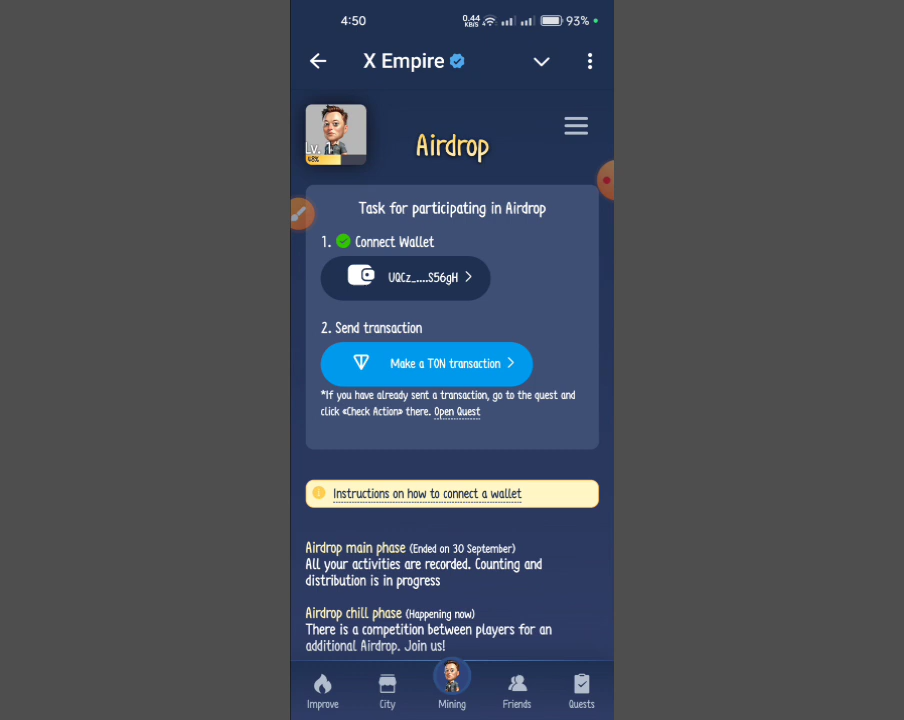 4:50 0.44 KB/S 93%
X Empire
Lv. 1
48%
Airdrop
Task for participating in Airdrop
1. Connect Wallet
UQCz_....S56gH
2. Send transaction
Make a TON transaction
*If you have already sent a transaction, go to the quest and
click «Check Action» there. Open Quest
Instructions on how to connect a wallet
Airdrop main phase (Ended on 30 September)
All your activities are recorded. Counting and
distribution is in progress
Airdrop chill phase (Happening now)
There is a competition between players for an
additional Airdrop. Join us!
Improve City Mining Friends Quests